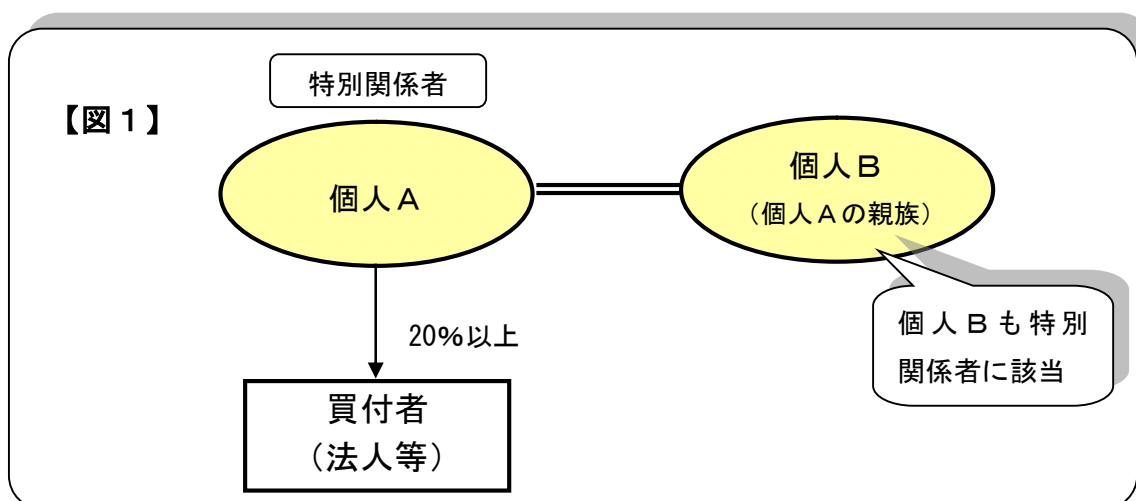 特別関係者
【図1】
個人A
個人B
(個人Aの親族)
20%以上
個人Bも特別
関係者に該当
買付者
(法人等)